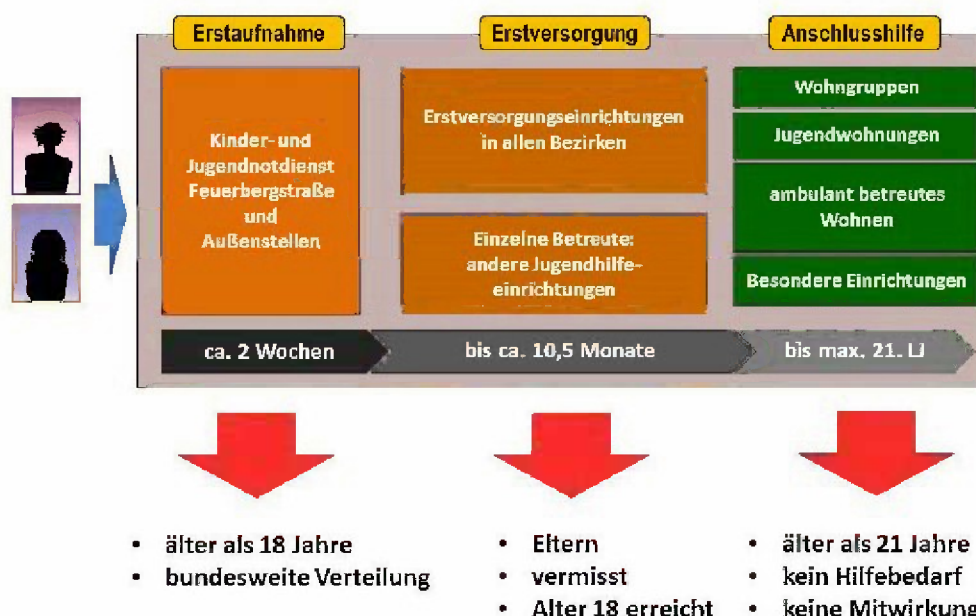 Erstaufnahme
Erstversorgung
Anschlusshilfe
Kinder- und
Jugendnotdienst
Feuerbergstraße
und
Außenstellen
Erstversorgungseinrichtungen
in allen Bezirken
Einzelne Betreute:
andere Jugendhilfe-
einrichtungen
Wohngruppen
Jugendwohnungen
ambulant betreutes
Wohnen
Besondere Einrichtungen
ca. 2 Wochen
bis ca. 10,5 Monate
bis max. 21. LJ
• älter als 18 Jahre
• bundesweite Verteilung
• Eltern
• vermisst
• Alter 18 erreicht
• älter als 21 Jahre
• kein Hilfebedarf
• keine Mitwirkung